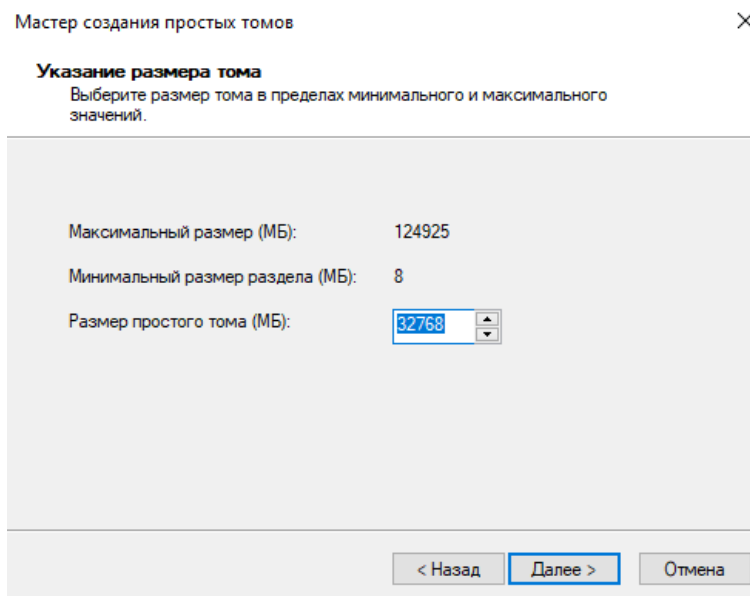 Мастер создания простых томов
Указание размера тома
Выберите размер тома в пределах минимального и максимального
значений.
Максимальный размер (МБ): 124925
Минимальный размер раздела (МБ): 8
Размер простого тома (МБ): 32768
< Назад Далее > Отмена